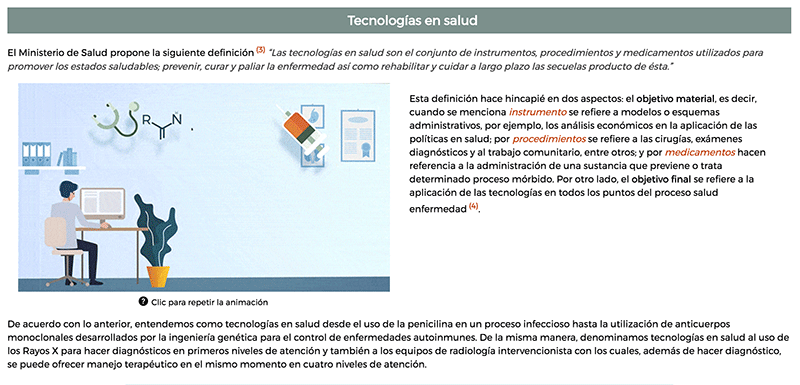 Tecnologías en salud
El Ministerio de Salud propone la siguiente definición (3) “Las tecnologías en salud son el conjunto de instrumentos, procedimientos y medicamentos utilizados para
promover los estados saludables; prevenir, curar y paliar la enfermedad así como rehabilitar y cuidar a largo plazo las secuelas producto de ésta.”
R
N
Esta definición hace hincapié en dos aspectos: el objetivo material, es decir,
cuando se menciona instrumento se refiere a modelos o esquemas
administrativos, por ejemplo, los análisis económicos en la aplicación de las
políticas en salud; por procedimientos se refiere a las cirugías, exámenes
diagnósticos y al trabajo comunitario, entre otros; y por medicamentos hacen
referencia a la administración de una sustancia que previene o trata
determinado proceso mórbido. Por otro lado, el objetivo final se refiere a la
aplicación de las tecnologías en todos los puntos del proceso salud
enfermedad (4).
? Clic para repetir la animación
De acuerdo con lo anterior, entendemos como tecnologías en salud desde el uso de la penicilina en un proceso infeccioso hasta la utilización de anticuerpos
monoclonales desarrollados por la ingeniería genética para el control de enfermedades autoinmunes. De la misma manera, denominamos tecnologías en salud al uso de
los Rayos X para hacer diagnósticos en primeros niveles de atención y también a los equipos de radiología intervencionista con los cuales, además de hacer diagnóstico,
se puede ofrecer manejo terapéutico en el mismo momento en cuatro niveles de atención.